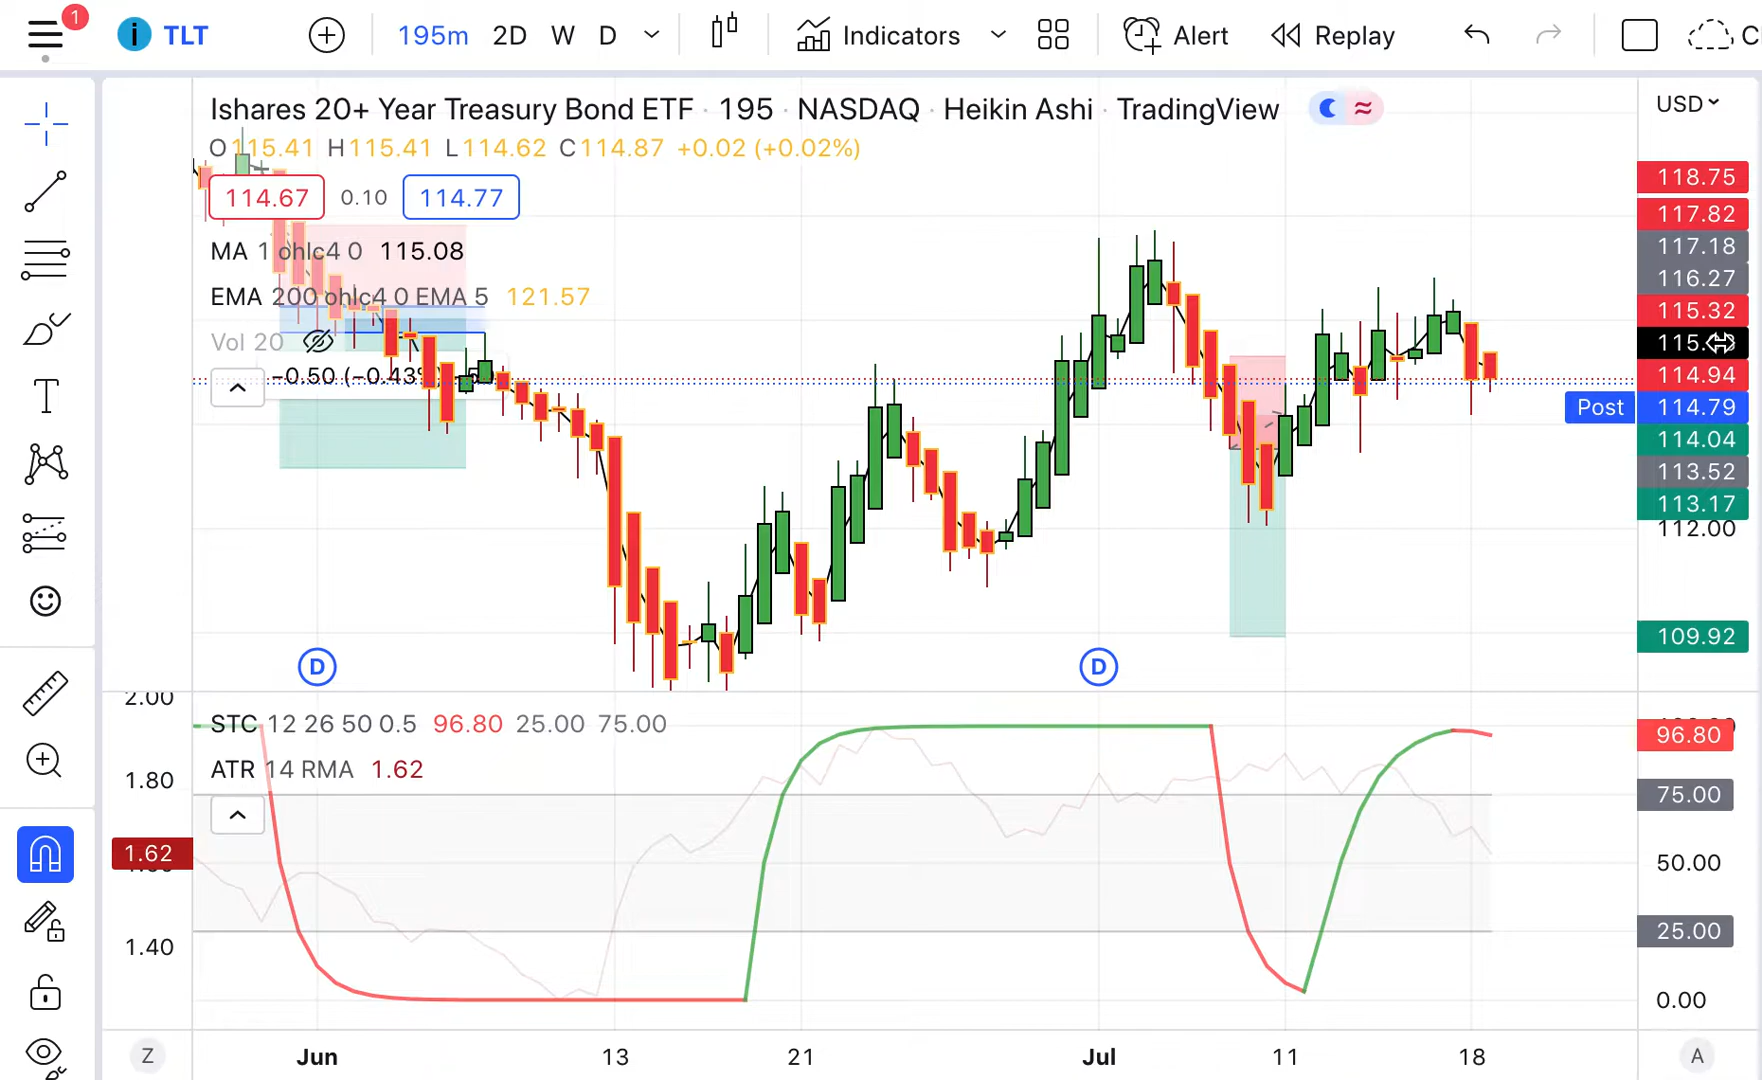 1
i TLT 195m 2D W D Indicators Alert Replay
Ishares 20+ Year Treasury Bond ETF · 195 · NASDAQ · Heikin Ashi · TradingView
USD
O115.41 H115.41 L114.62 C114.87 +0.02 (+0.02%)
114.67 0.10 114.77
MA 1 ohlc4 0 115.08
EMA 200 ohlc4 0 EMA 5 121.57
Vol 20
−0.50 (−0.43%)
118.75
117.82
117.18
116.27
115.32
114.94
Post 114.79
114.04
113.52
113.17
112.00
109.92
D D
STC 12 26 50 0.5 96.80 25.00 75.00
ATR 14 RMA 1.62
2.00
1.80
1.62
1.40
96.80
75.00
50.00
25.00
0.00
Z Jun 13 21 Jul 11 18 A
T